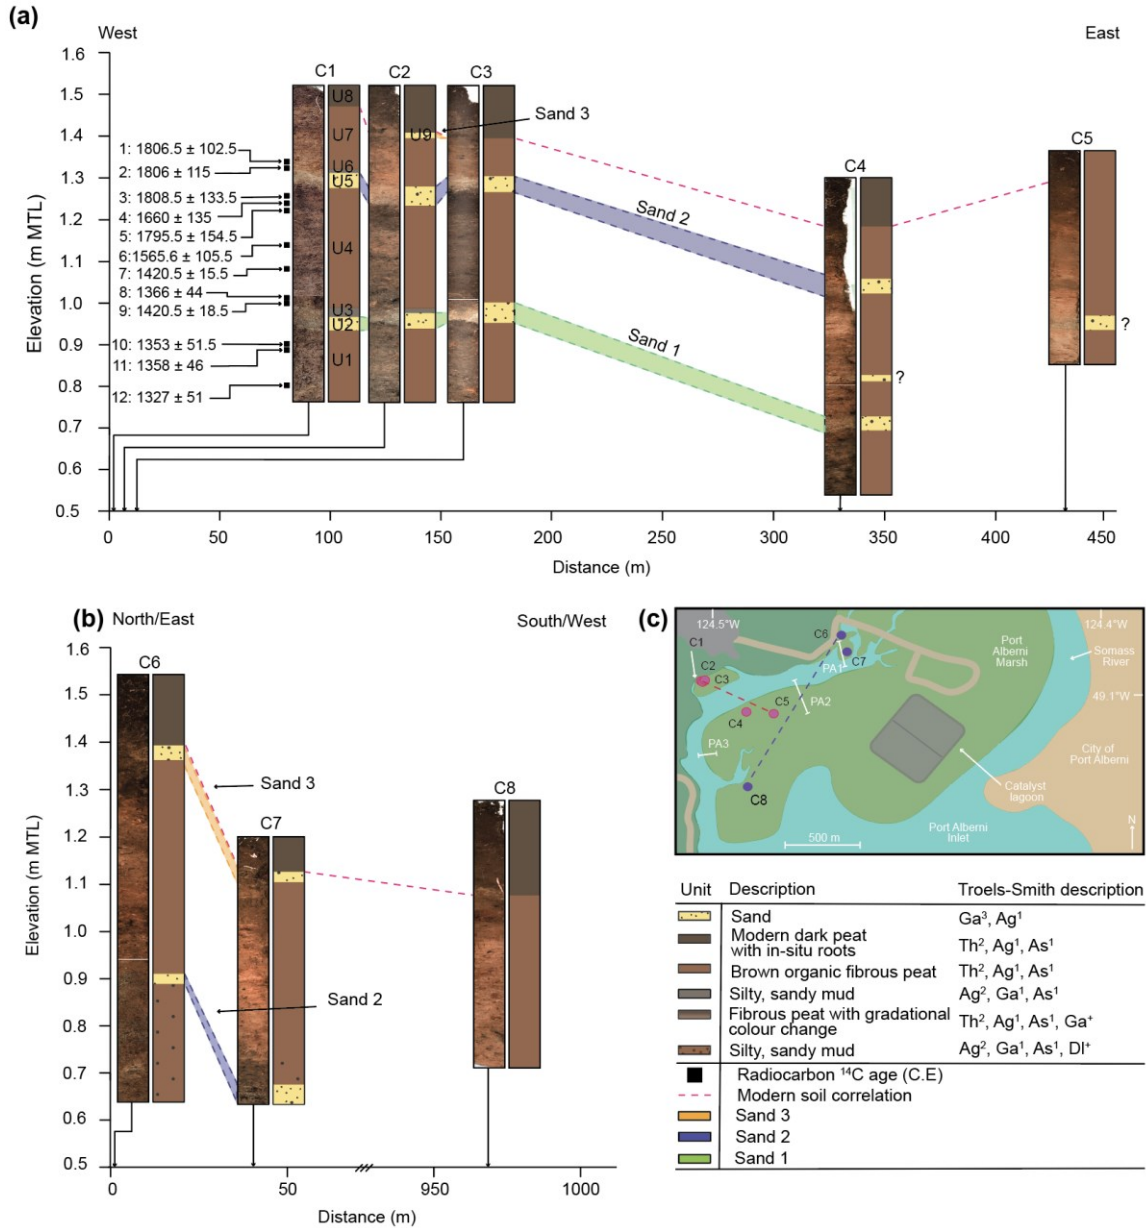 (a)
West
East
C1
C2
C3
C4
C5
Elevation (m MTL)
1.6
1.5
1.4
1.3
1.2
1.1
1.0
0.9
0.8
0.7
0.6
0.5
1: 1806.5 ± 102.5
2: 1806 ± 115
3: 1808.5 ± 133.5
4: 1660 ± 135
5: 1795.5 ± 154.5
6: 1565.6 ± 105.5
7: 1420.5 ± 15.5
8: 1366 ± 44
9: 1420.5 ± 18.5
10: 1353 ± 51.5
11: 1358 ± 46
12: 1327 ± 51
U8
U7
U6
U5
U4
U3
U2
U1
U9
Sand 3
Sand 2
Sand 1
?
?
0 50 100 150 200 250 300 350 400 450
Distance (m)
(b)
North/East
South/West
C6
C7
C8
Elevation (m MTL)
1.6
1.5
1.4
1.3
1.2
1.1
1.0
0.9
0.8
0.7
0.6
0.5
Sand 3
Sand 2
0 50 950 1000
Distance (m)
(c)
124.5°W
124.4°W
49.1°W
C1
C2
C3
C4
C5
C6
C7
C8
PA1
PA2
PA3
Port
Alberni
Marsh
Somass
River
City of
Port Alberni
Catalyst
lagoon
Port Alberni
Inlet
500 m
N
Unit Description Troels-Smith description
Sand Ga³, Ag¹
Modern dark peat
with in-situ roots Th², Ag¹, As¹
Brown organic fibrous peat Th², Ag¹, As¹
Silty, sandy mud Ag², Ga¹, As¹
Fibrous peat with gradational
colour change Th², Ag¹, As¹, Ga⁺
Silty, sandy mud Ag², Ga¹, As¹, Dl⁺
Radiocarbon ¹⁴C age (C.E)
Modern soil correlation
Sand 3
Sand 2
Sand 1